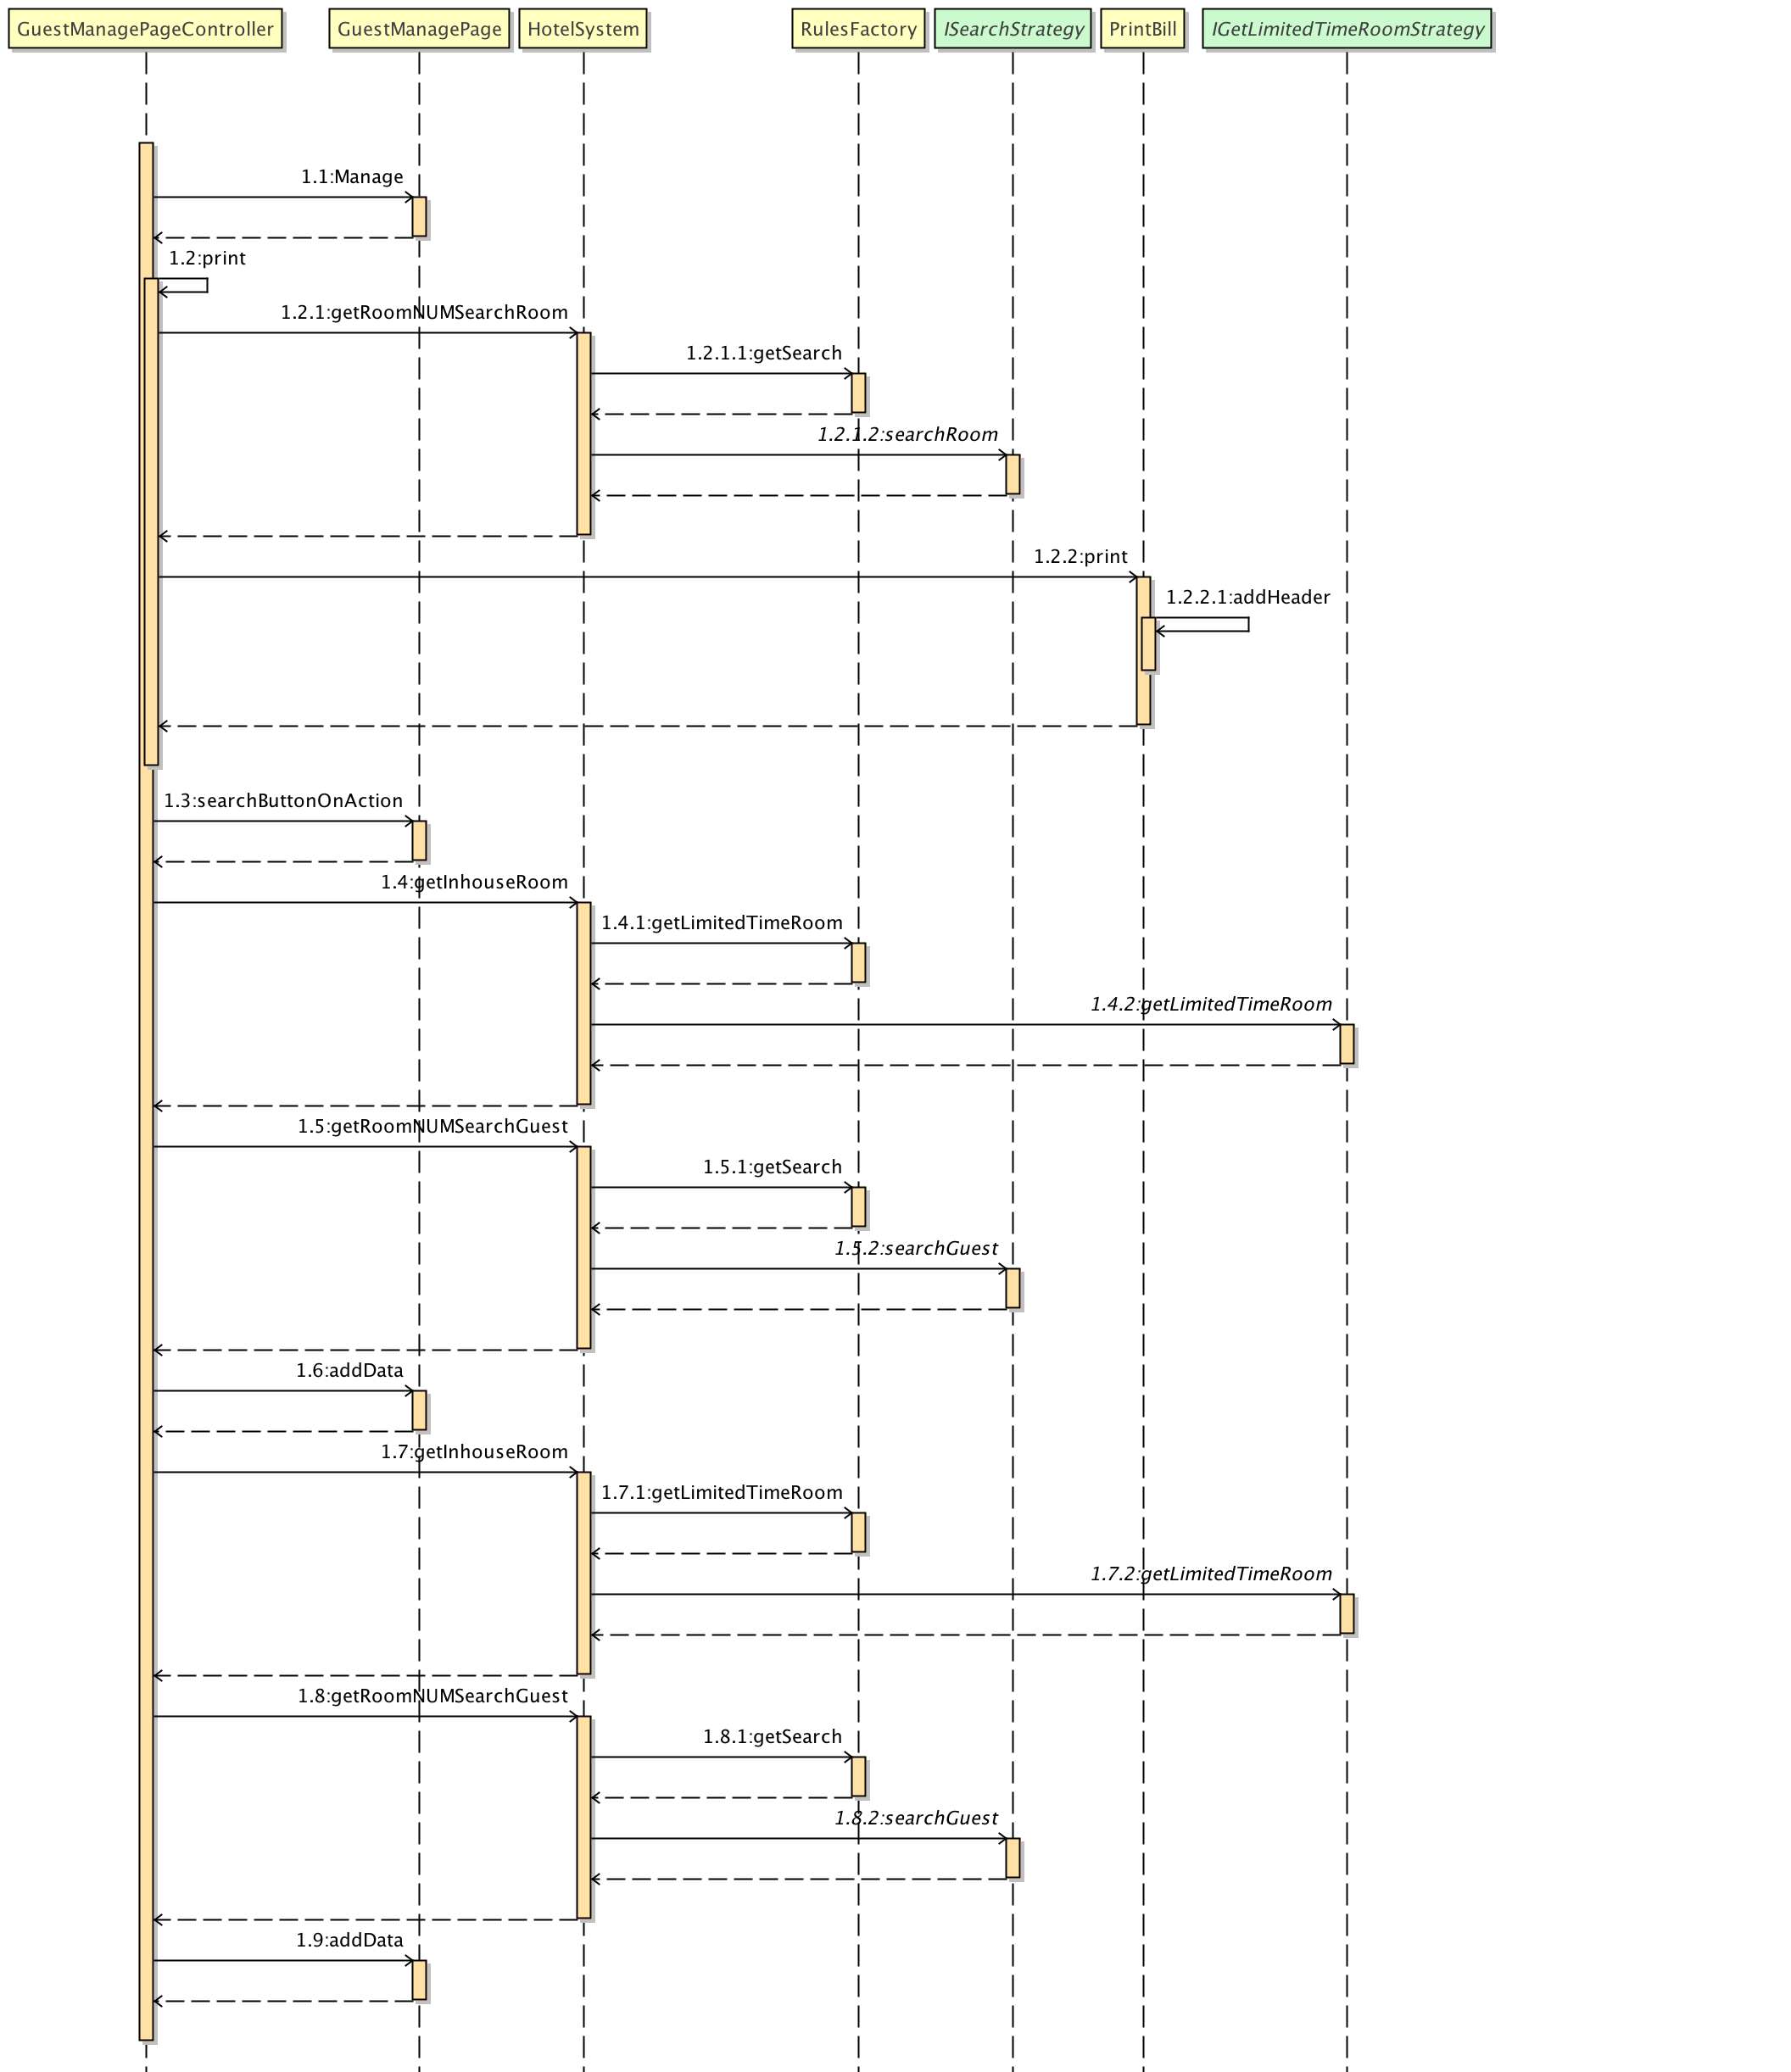 GuestManagePageController
GuestManagePage
HotelSystem
RulesFactory
ISearchStrategy
PrintBill
IGetLimitedTimeRoomStrategy
1.1:Manage
1.2:print
1.2.1:getRoomNUMSearchRoom
1.2.1.1:getSearch
1.2.1.2:searchRoom
1.2.2:print
1.2.2.1:addHeader
1.3:searchButtonOnAction
1.4:getInhouseRoom
1.4.1:getLimitedTimeRoom
1.4.2:getLimitedTimeRoom
1.5:getRoomNUMSearchGuest
1.5.1:getSearch
1.5.2:searchGuest
1.6:addData
1.7:getInhouseRoom
1.7.1:getLimitedTimeRoom
1.7.2:getLimitedTimeRoom
1.8:getRoomNUMSearchGuest
1.8.1:getSearch
1.8.2:searchGuest
1.9:addData